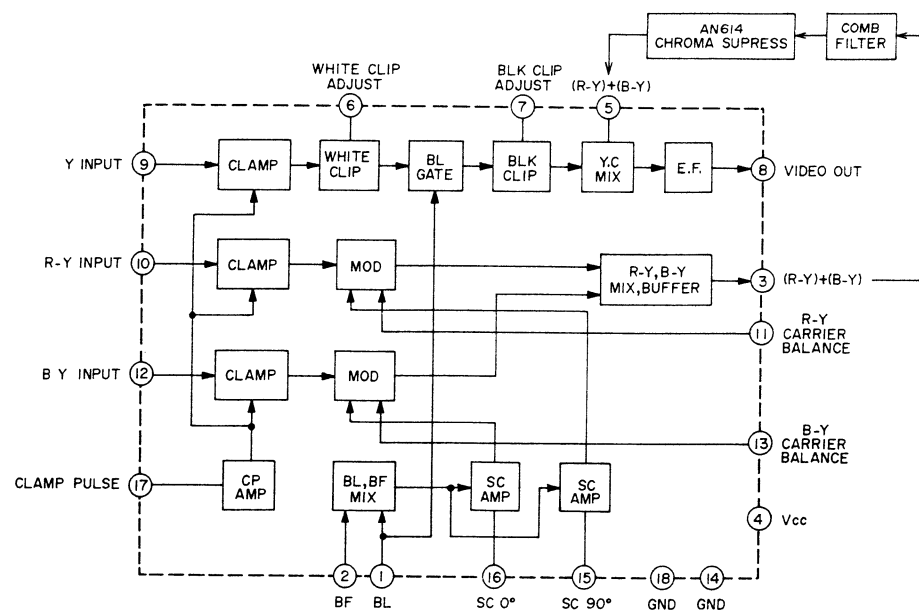 AN614
CHROMA SUPRESS
COMB
FILTER
WHITE CLIP
ADJUST
BLK CLIP
ADJUST
(R-Y)+(B-Y)
6
7
5
Y INPUT
9
CLAMP
WHITE
CLIP
BL
GATE
BLK
CLIP
Y.C
MIX
E.F.
8
VIDEO OUT
R-Y INPUT
10
CLAMP
MOD
R-Y,B-Y
MIX,BUFFER
3
(R-Y)+(B-Y)
11
R-Y
CARRIER
BALANCE
B Y INPUT
12
CLAMP
MOD
13
B-Y
CARRIER
BALANCE
CLAMP PULSE
17
CP
AMP
BL,BF
MIX
SC
AMP
SC
AMP
4
Vcc
2
1
16
15
18
14
BF
BL
SC 0°
SC 90°
GND
GND